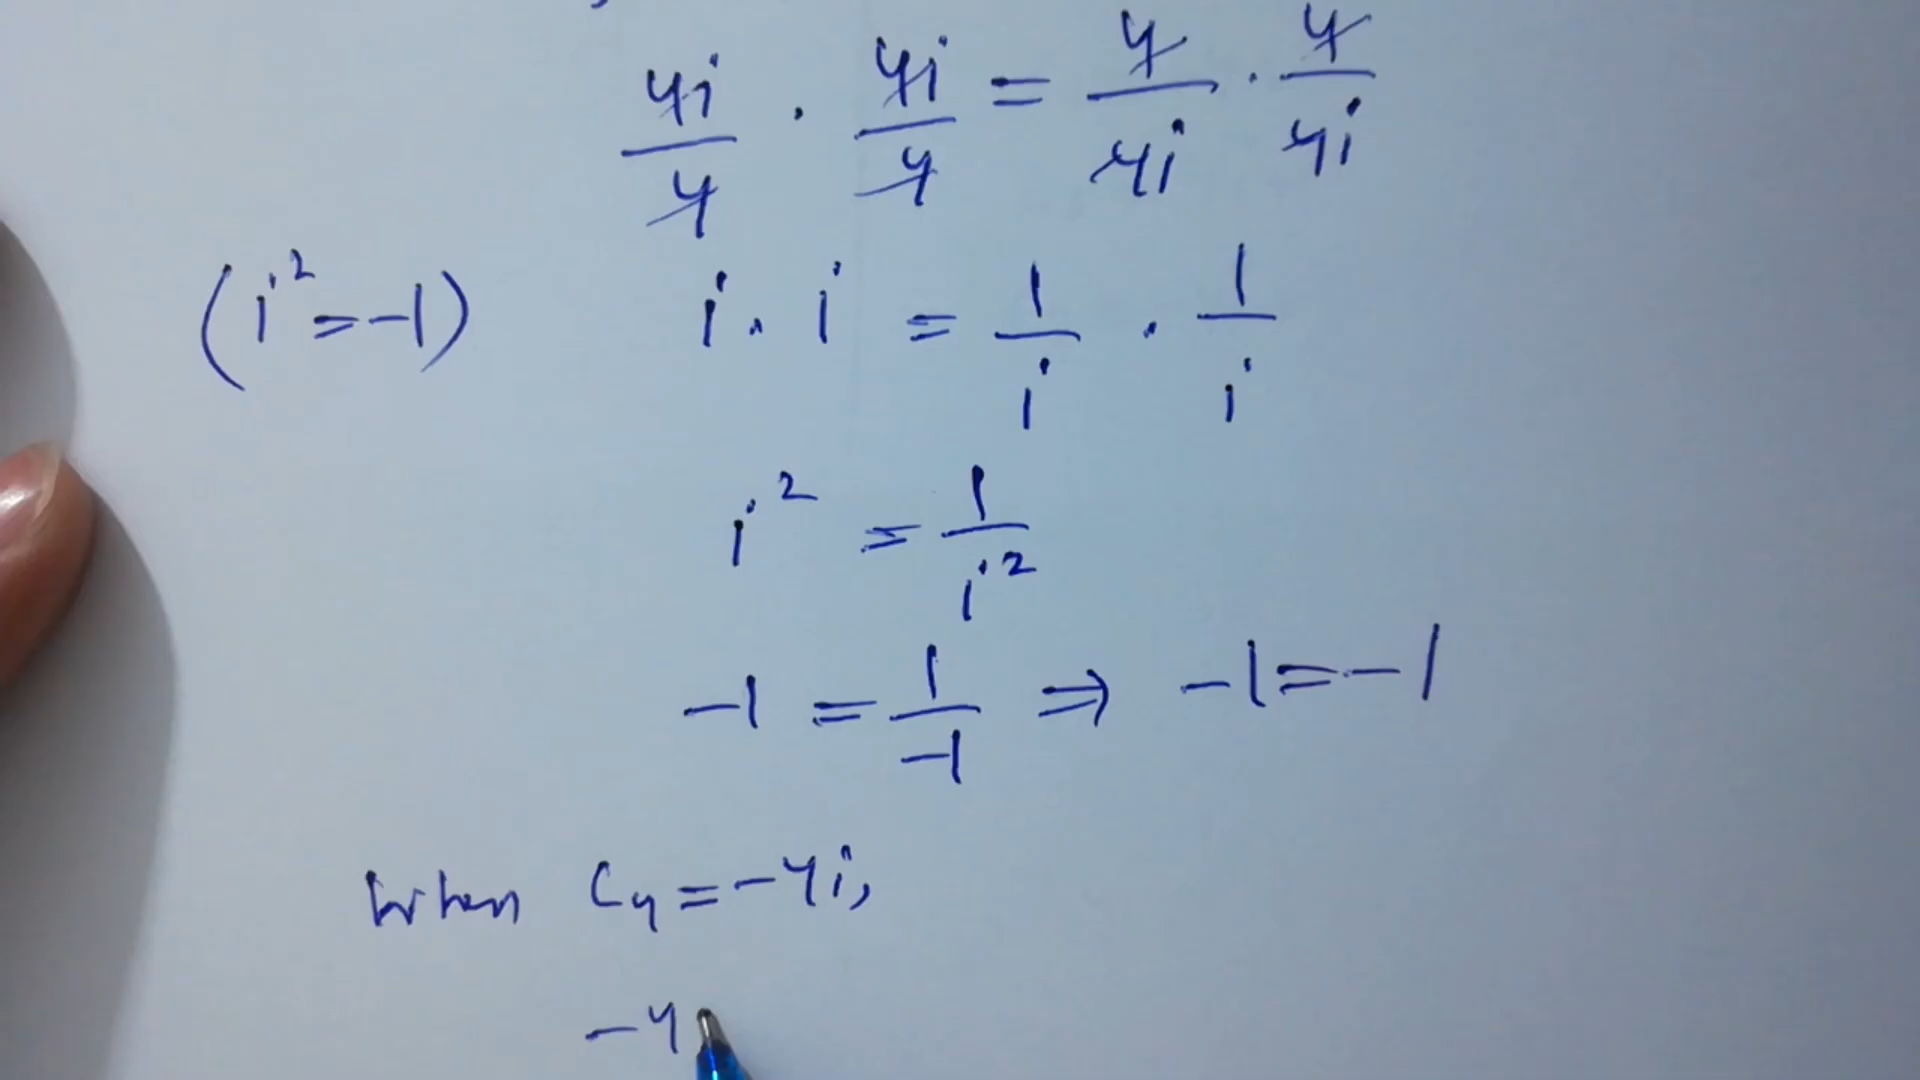 4i/4 . 4i/4 = 4/4i . 4/4i
(i² = -1) i . i = 1/i . 1/i
i² = 1/i²
-1 = 1/-1 ⇒ -1 = -1
When C₄ = -4i,
-4